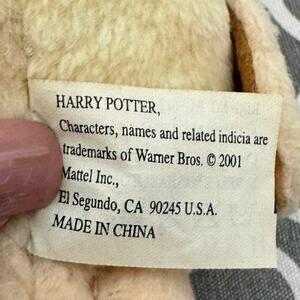 HARRY POTTER,
Characters, names and related indicia are
trademarks of Warner Bros. © 2001
Mattel Inc.,
El Segundo, CA 90245 U.S.A.
MADE IN CHINA